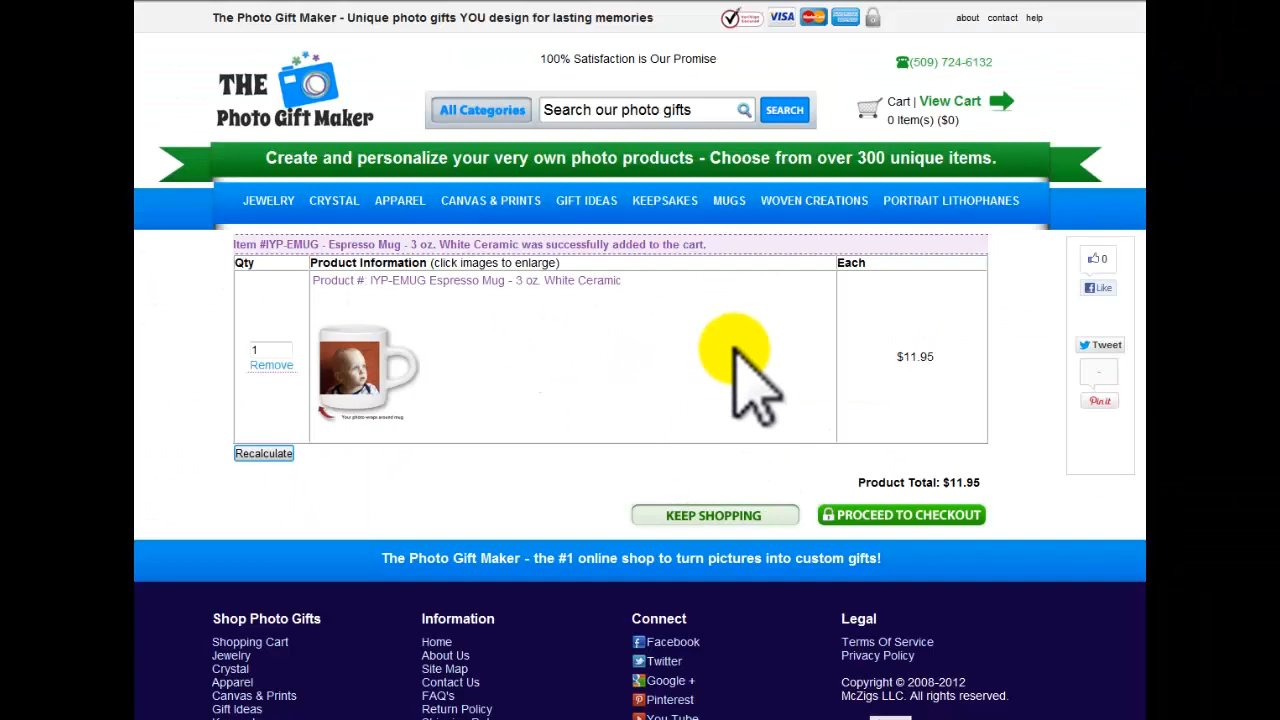 The Photo Gift Maker - Unique photo gifts YOU design for lasting memories
VISA
about contact help
THE
Photo Gift Maker
100% Satisfaction is Our Promise
(509) 724-6132
All Categories
Search our photo gifts
SEARCH
Cart | View Cart
0 Item(s) ($0)
Create and personalize your very own photo products - Choose from over 300 unique items.
JEWELRY CRYSTAL APPAREL CANVAS & PRINTS GIFT IDEAS KEEPSAKES MUGS WOVEN CREATIONS PORTRAIT LITHOPHANES
Item #IYP-EMUG - Espresso Mug - 3 oz. White Ceramic was successfully added to the cart.
Qty Product Information (click images to enlarge) Each
Product #: IYP-EMUG Espresso Mug - 3 oz. White Ceramic
1
Remove
Your photo wraps around mug
$11.95
Recalculate
0
Like
Tweet
-
Pin it
Product Total: $11.95
KEEP SHOPPING
PROCEED TO CHECKOUT
The Photo Gift Maker - the #1 online shop to turn pictures into custom gifts!
Shop Photo Gifts
Shopping Cart
Jewelry
Crystal
Apparel
Canvas & Prints
Gift Ideas
Information
Home
About Us
Site Map
Contact Us
FAQ's
Return Policy
Connect
Facebook
Twitter
Google +
Pinterest
You Tube
Legal
Terms Of Service
Privacy Policy
Copyright © 2008-2012
McZigs LLC. All rights reserved.